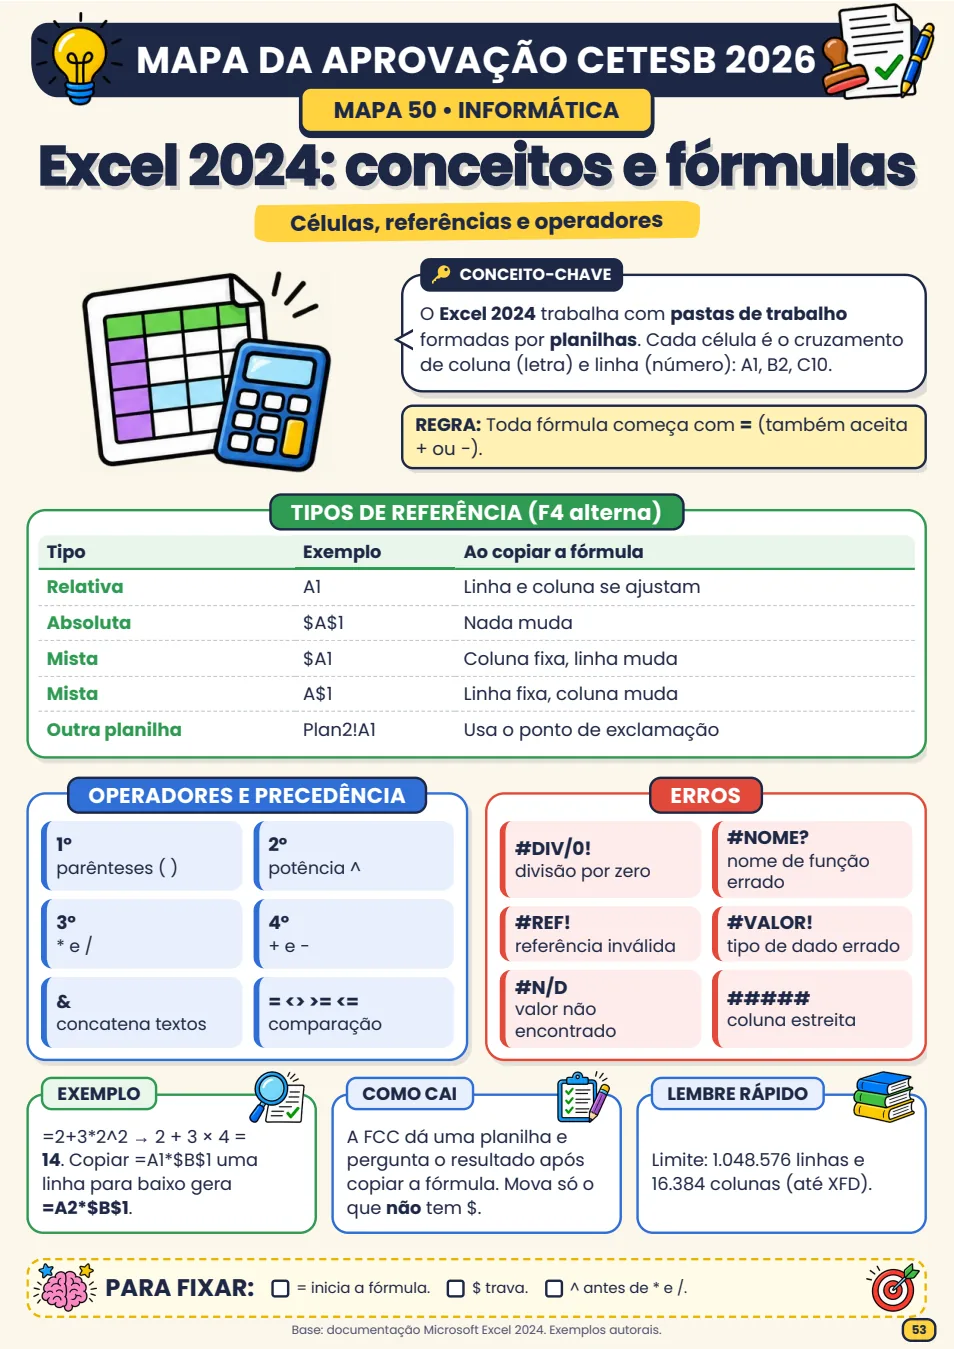 MAPA DA APROVAÇÃO CETESB 2026
MAPA 50 • INFORMÁTICA
Excel 2024: conceitos e fórmulas
Células, referências e operadores
CONCEITO-CHAVE
O Excel 2024 trabalha com pastas de trabalho
formadas por planilhas. Cada célula é o cruzamento
de coluna (letra) e linha (número): A1, B2, C10.
REGRA: Toda fórmula começa com = (também aceita
+ ou -).
TIPOS DE REFERÊNCIA (F4 alterna)
Tipo Exemplo Ao copiar a fórmula
Relativa A1 Linha e coluna se ajustam
Absoluta $A$1 Nada muda
Mista $A1 Coluna fixa, linha muda
Mista A$1 Linha fixa, coluna muda
Outra planilha Plan2!A1 Usa o ponto de exclamação
OPERADORES E PRECEDÊNCIA
1º
parênteses ( )
2º
potência ^
3º
* e /
4º
+ e -
&
concatena textos
= <> >= <=
comparação
ERROS
#DIV/0!
divisão por zero
#NOME?
nome de função
errado
#REF!
referência inválida
#VALOR!
tipo de dado errado
#N/D
valor não
encontrado
#####
coluna estreita
EXEMPLO
=2+3*2^2 → 2 + 3 × 4 =
14. Copiar =A1*$B$1 uma
linha para baixo gera
=A2*$B$1.
COMO CAI
A FCC dá uma planilha e
pergunta o resultado após
copiar a fórmula. Mova só o
que não tem $.
LEMBRE RÁPIDO
Limite: 1.048.576 linhas e
16.384 colunas (até XFD).
PARA FIXAR: = inicia a fórmula. $ trava. ^ antes de * e /.
Base: documentação Microsoft Excel 2024. Exemplos autorais.
53